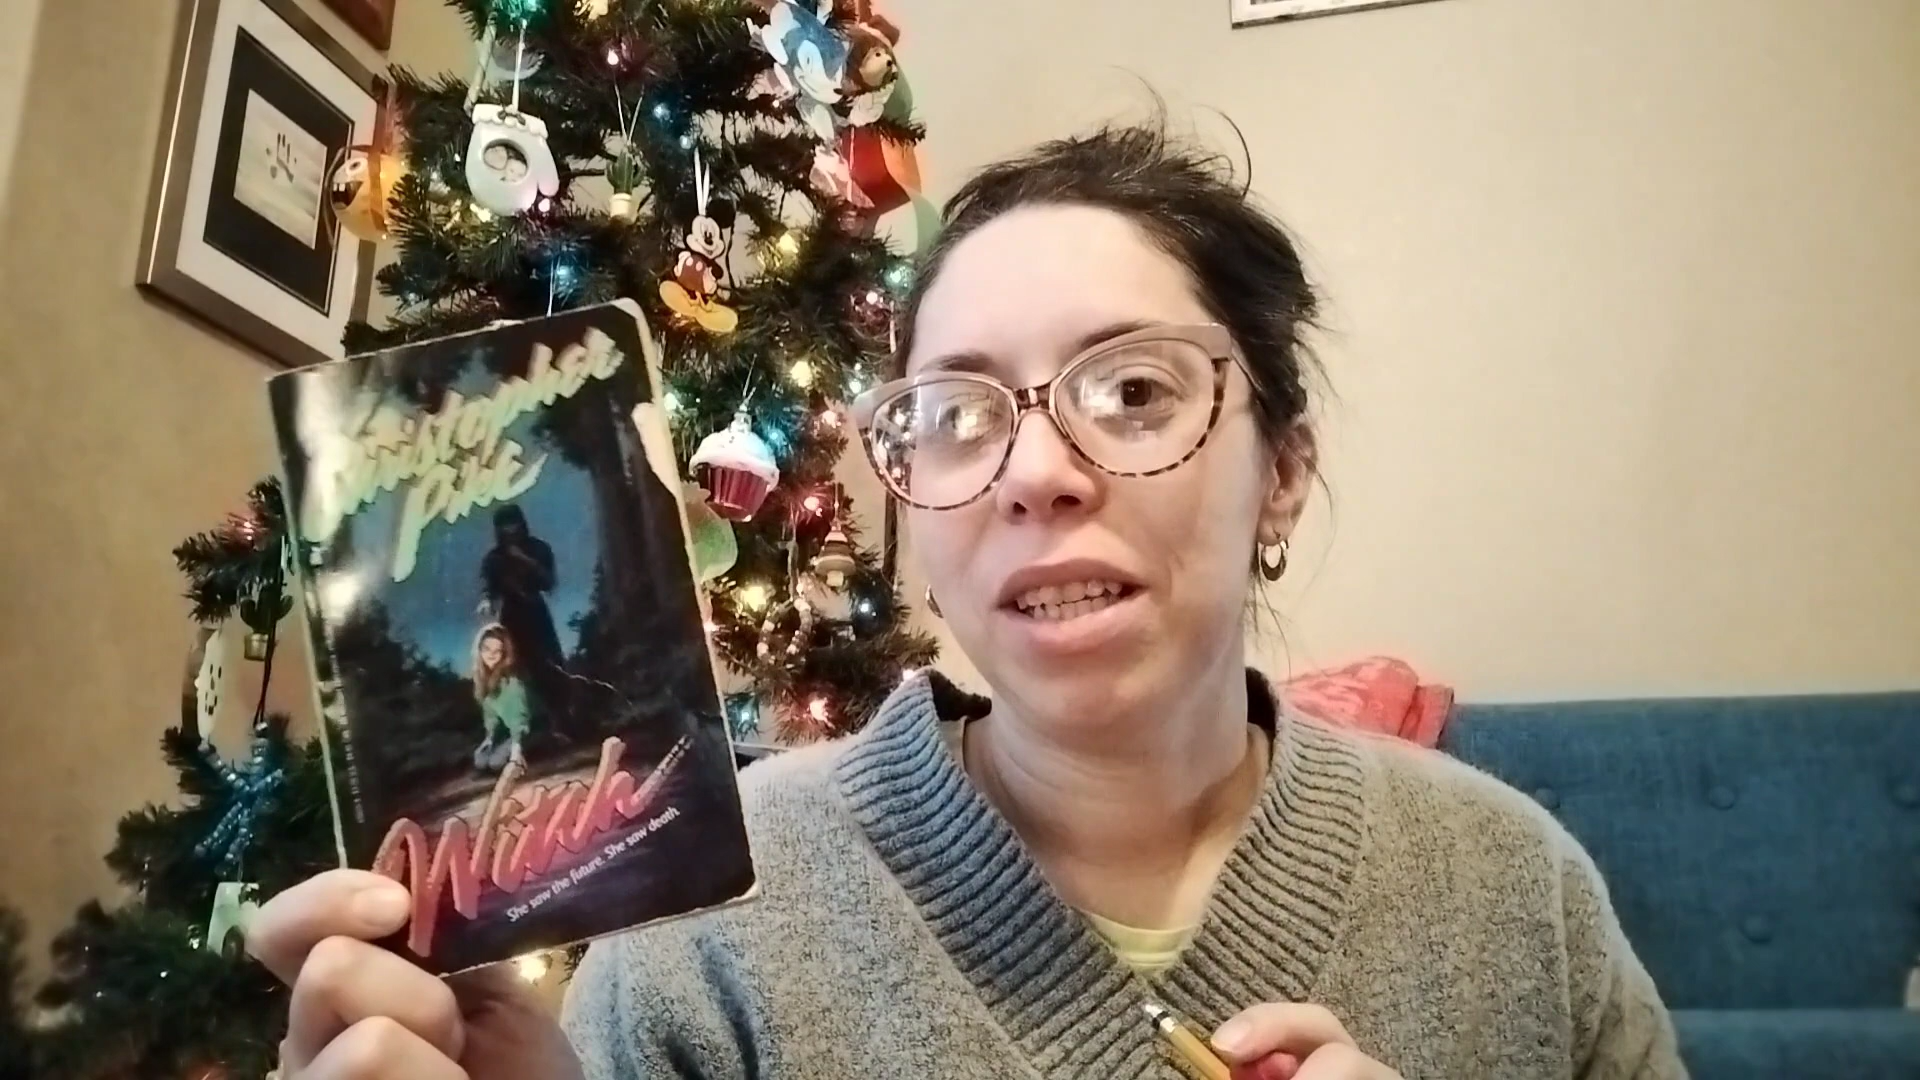 Christopher
Pike
Witch
She saw the future. She saw death.